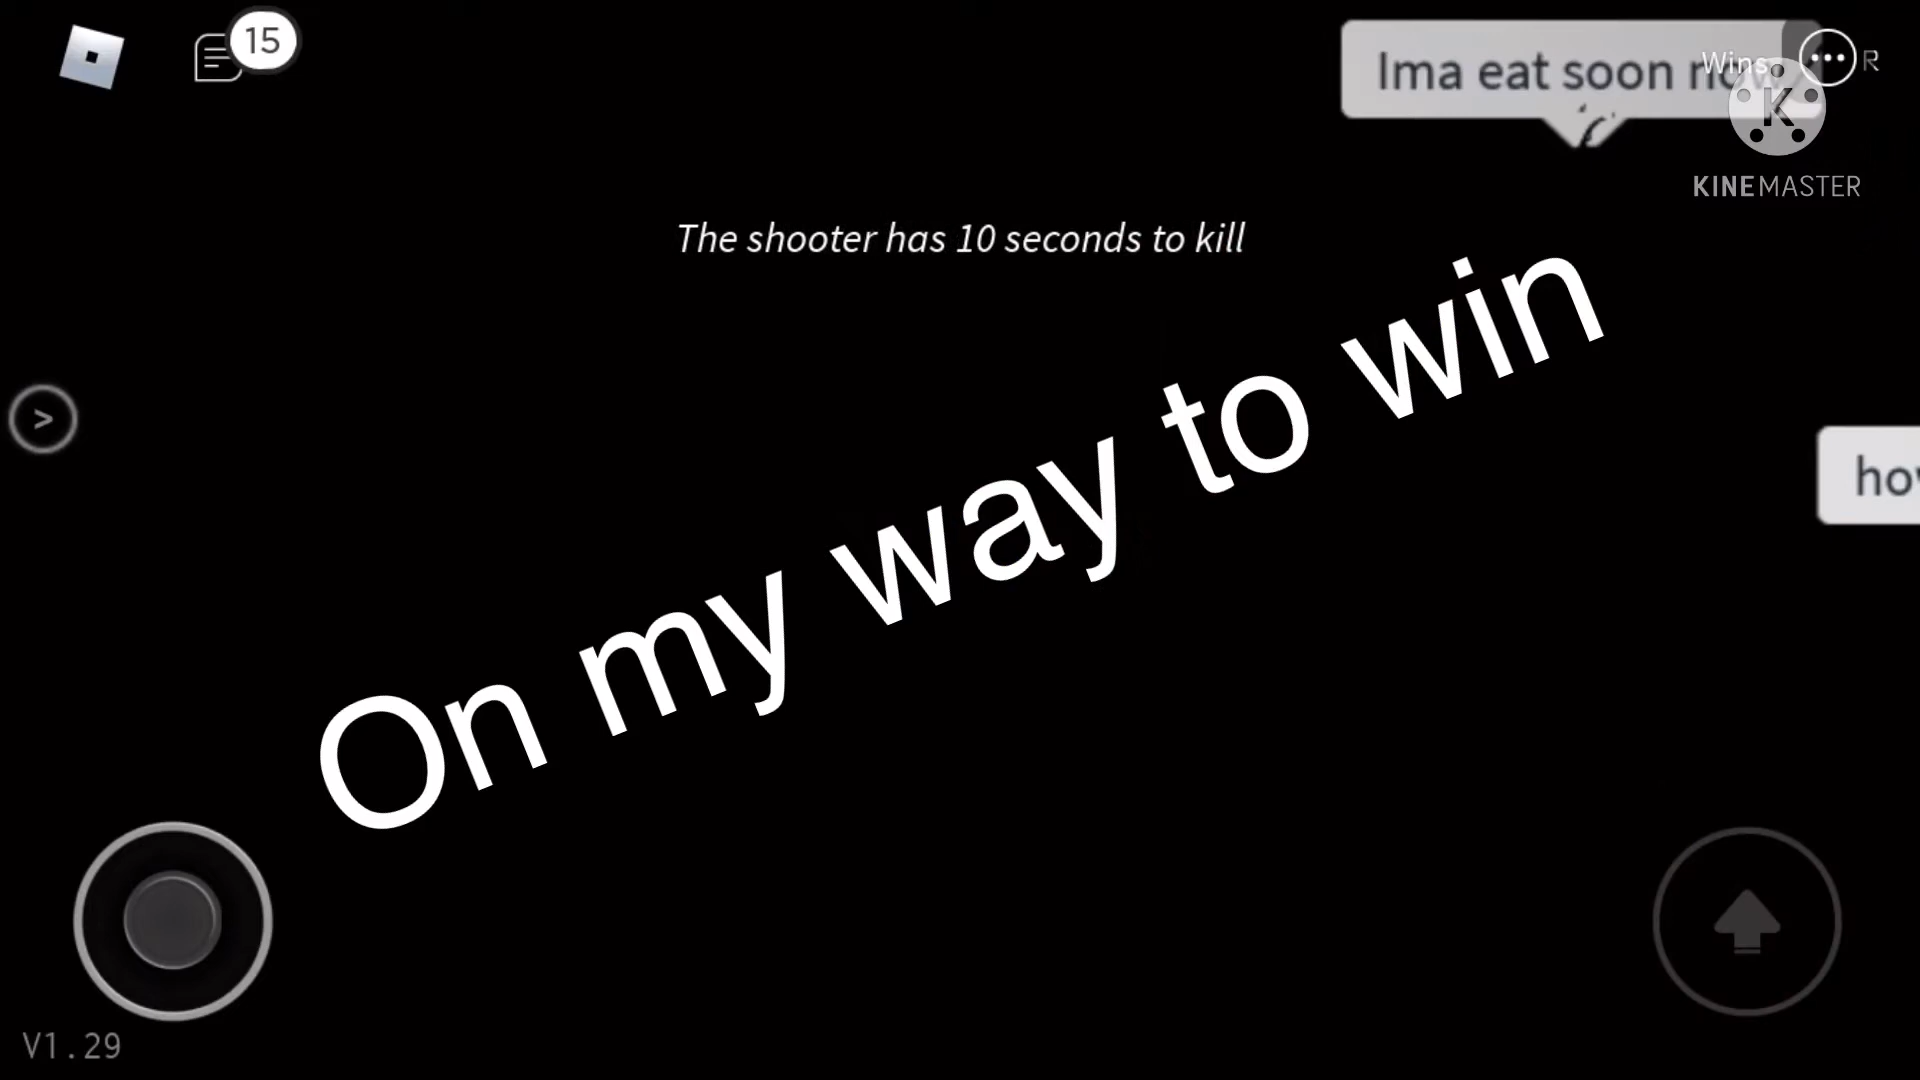 15
Ima eat soon now
Wins
R
K
KINEMASTER
The shooter has 10 seconds to kill
On my way to win
>
V1.29